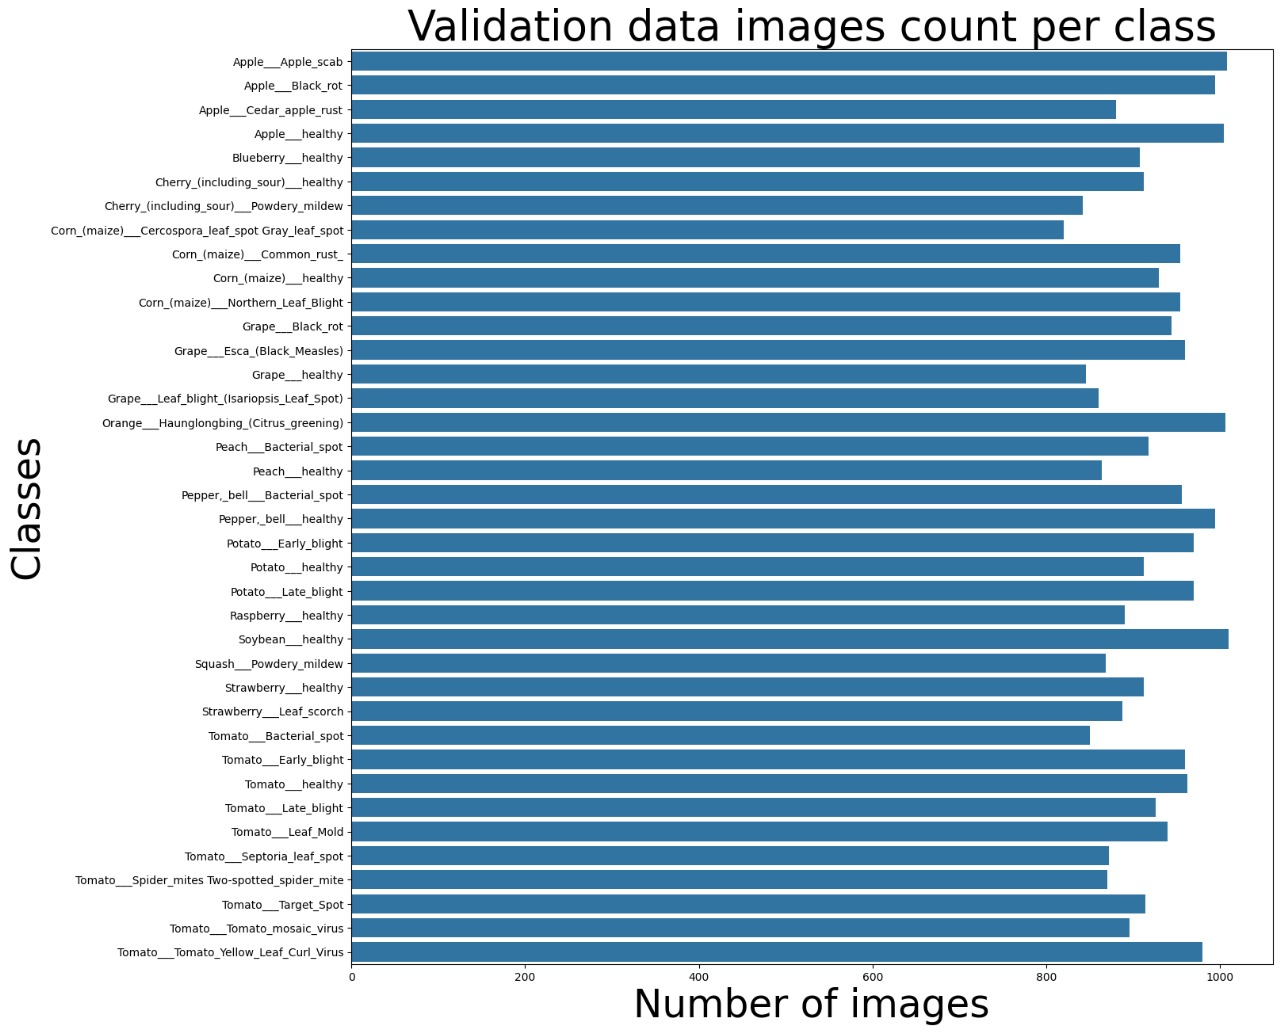 Validation data images count per class
Apple___Apple_scab
Apple___Black_rot
Apple___Cedar_apple_rust
Apple___healthy
Blueberry___healthy
Cherry_(including_sour)___healthy
Cherry_(including_sour)___Powdery_mildew
Corn_(maize)___Cercospora_leaf_spot Gray_leaf_spot
Corn_(maize)___Common_rust_
Corn_(maize)___healthy
Corn_(maize)___Northern_Leaf_Blight
Grape___Black_rot
Grape___Esca_(Black_Measles)
Grape___healthy
Grape___Leaf_blight_(Isariopsis_Leaf_Spot)
Orange___Haunglongbing_(Citrus_greening)
Peach___Bacterial_spot
Peach___healthy
Pepper,_bell___Bacterial_spot
Pepper,_bell___healthy
Potato___Early_blight
Potato___healthy
Potato___Late_blight
Raspberry___healthy
Soybean___healthy
Squash___Powdery_mildew
Strawberry___healthy
Strawberry___Leaf_scorch
Tomato___Bacterial_spot
Tomato___Early_blight
Tomato___healthy
Tomato___Late_blight
Tomato___Leaf_Mold
Tomato___Septoria_leaf_spot
Tomato___Spider_mites Two-spotted_spider_mite
Tomato___Target_Spot
Tomato___Tomato_mosaic_virus
Tomato___Tomato_Yellow_Leaf_Curl_Virus
Classes
0 200 400 600 800 1000
Number of images